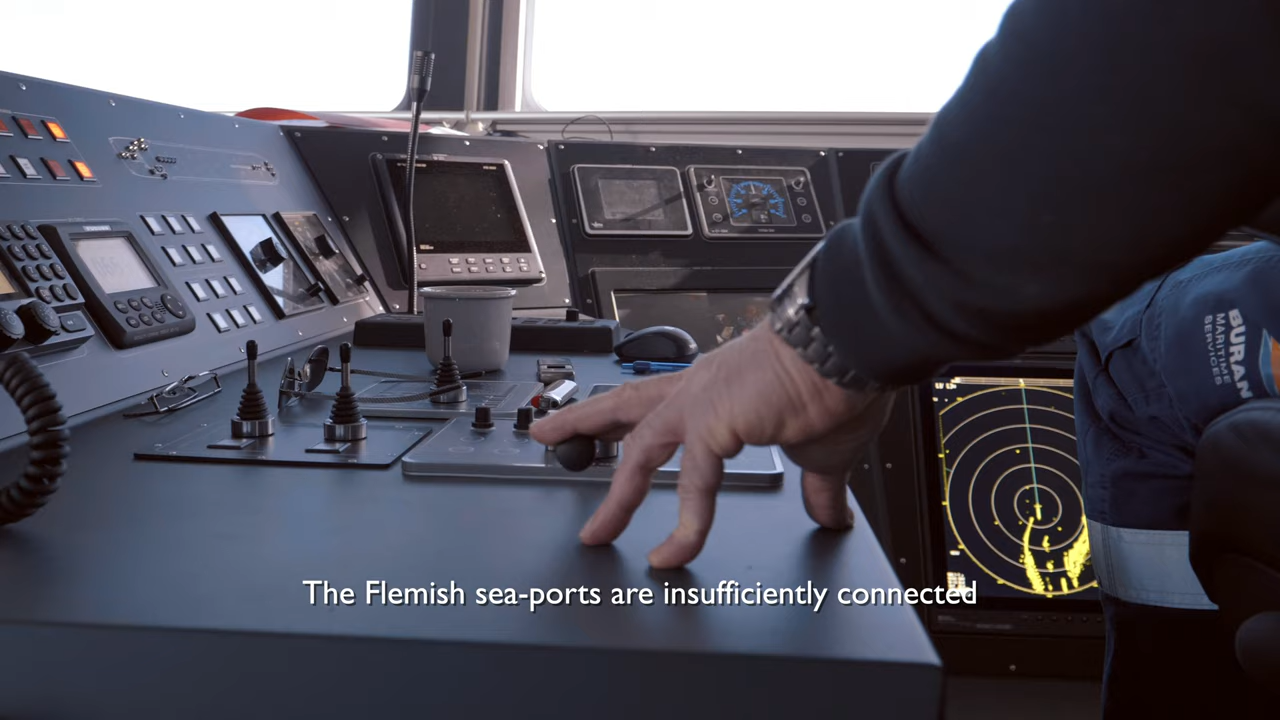 BURAN
MARITIME
SERVICES
The Flemish sea-ports are insufficiently connected